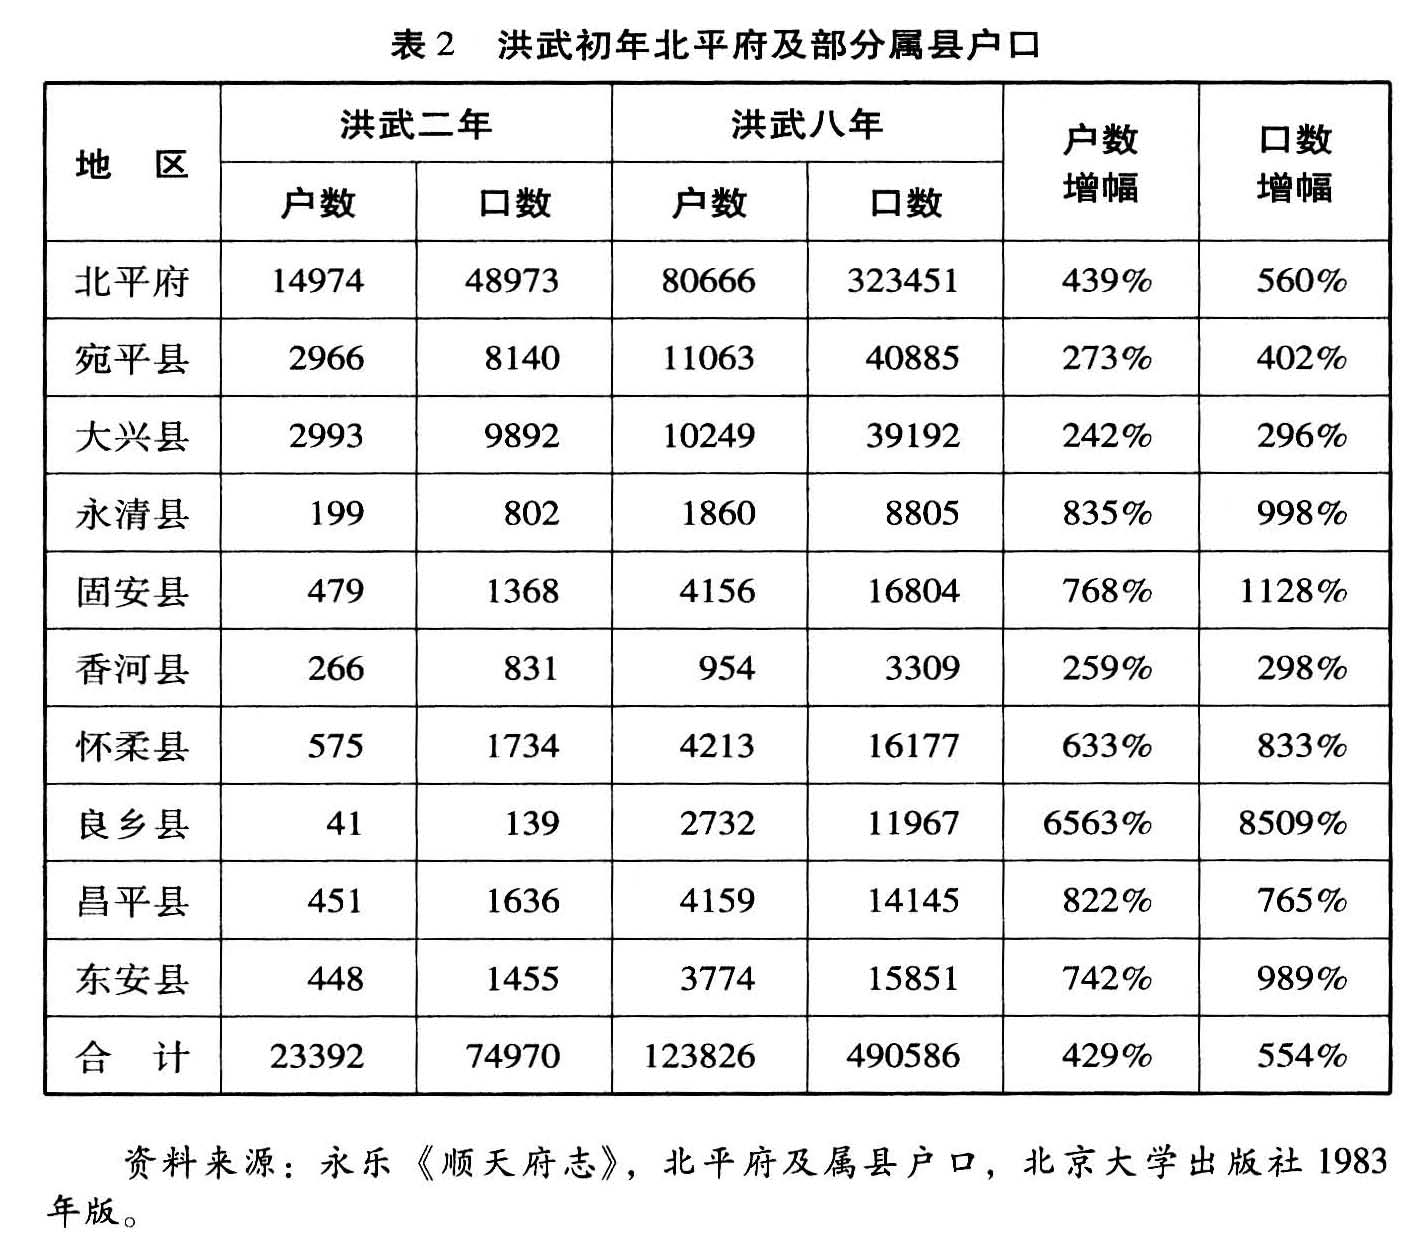 表2 洪武初年北平府及部分属县户口
地 区 洪武二年 洪武八年 户数增幅 口数增幅
户数 口数 户数 口数
北平府 14974 48973 80666 323451 439% 560%
宛平县 2966 8140 11063 40885 273% 402%
大兴县 2993 9892 10249 39192 242% 296%
永清县 199 802 1860 8805 835% 998%
固安县 479 1368 4156 16804 768% 1128%
香河县 266 831 954 3309 259% 298%
怀柔县 575 1734 4213 16177 633% 833%
良乡县 41 139 2732 11967 6563% 8509%
昌平县 451 1636 4159 14145 822% 765%
东安县 448 1455 3774 15851 742% 989%
合 计 23392 74970 123826 490586 429% 554%
资料来源：永乐《顺天府志》，北平府及属县户口，北京大学出版社1983
年版。